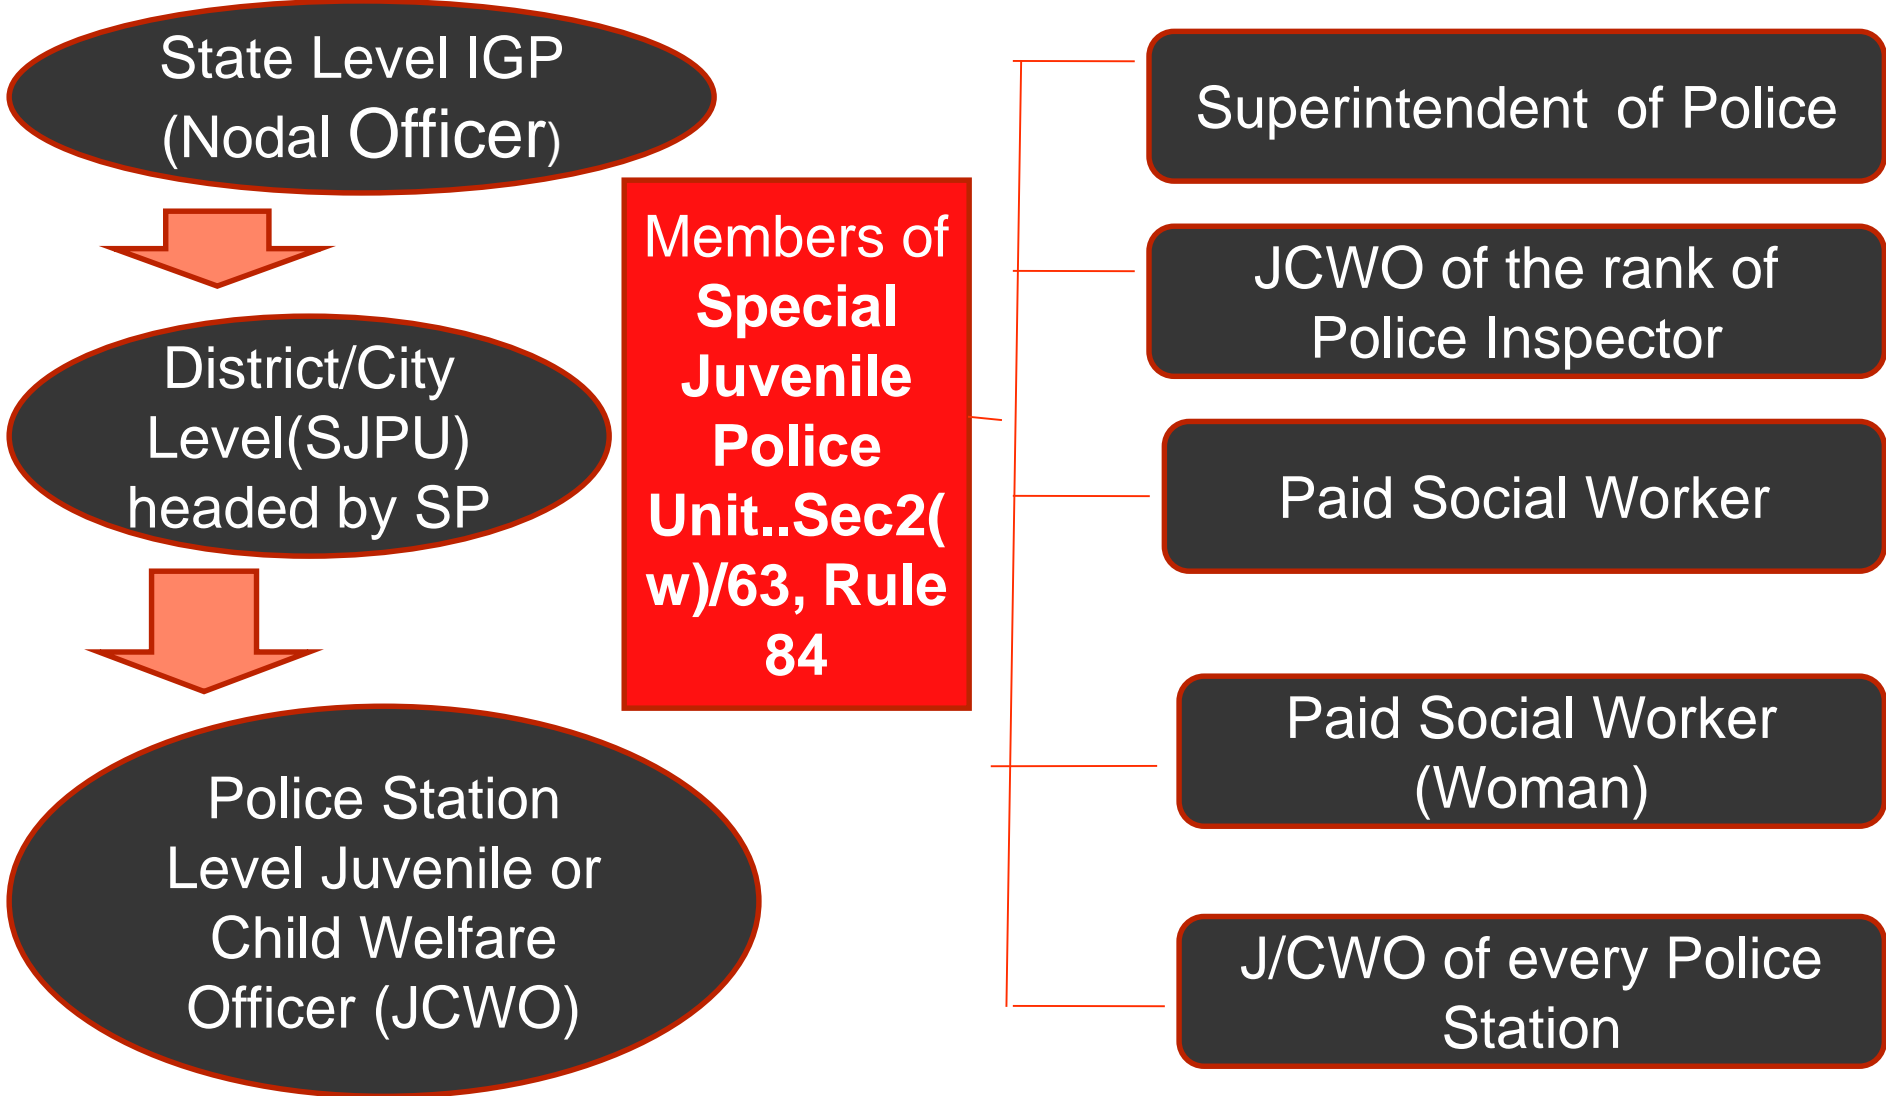 State Level IGP
(Nodal Officer)
District/City
Level(SJPU)
headed by SP
Police Station
Level Juvenile or
Child Welfare
Officer (JCWO)
Members of
Special
Juvenile
Police
Unit..Sec2(
w)/63, Rule
84
Superintendent of Police
JCWO of the rank of
Police Inspector
Paid Social Worker
Paid Social Worker
(Woman)
J/CWO of every Police
Station